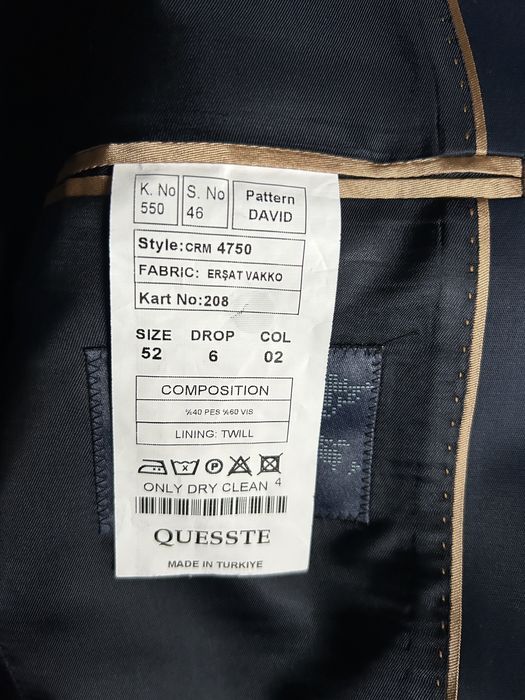 K. No S. No Pattern
550 46 DAVID
Style:CRM 4750
FABRIC: ERŞAT VAKKO
Kart No:208
SIZE DROP COL
52 6 02
COMPOSITION
%40 PES %60 VIS
LINING: TWILL
P
ONLY DRY CLEAN 4
QUESSTE
MADE IN TURKIYE